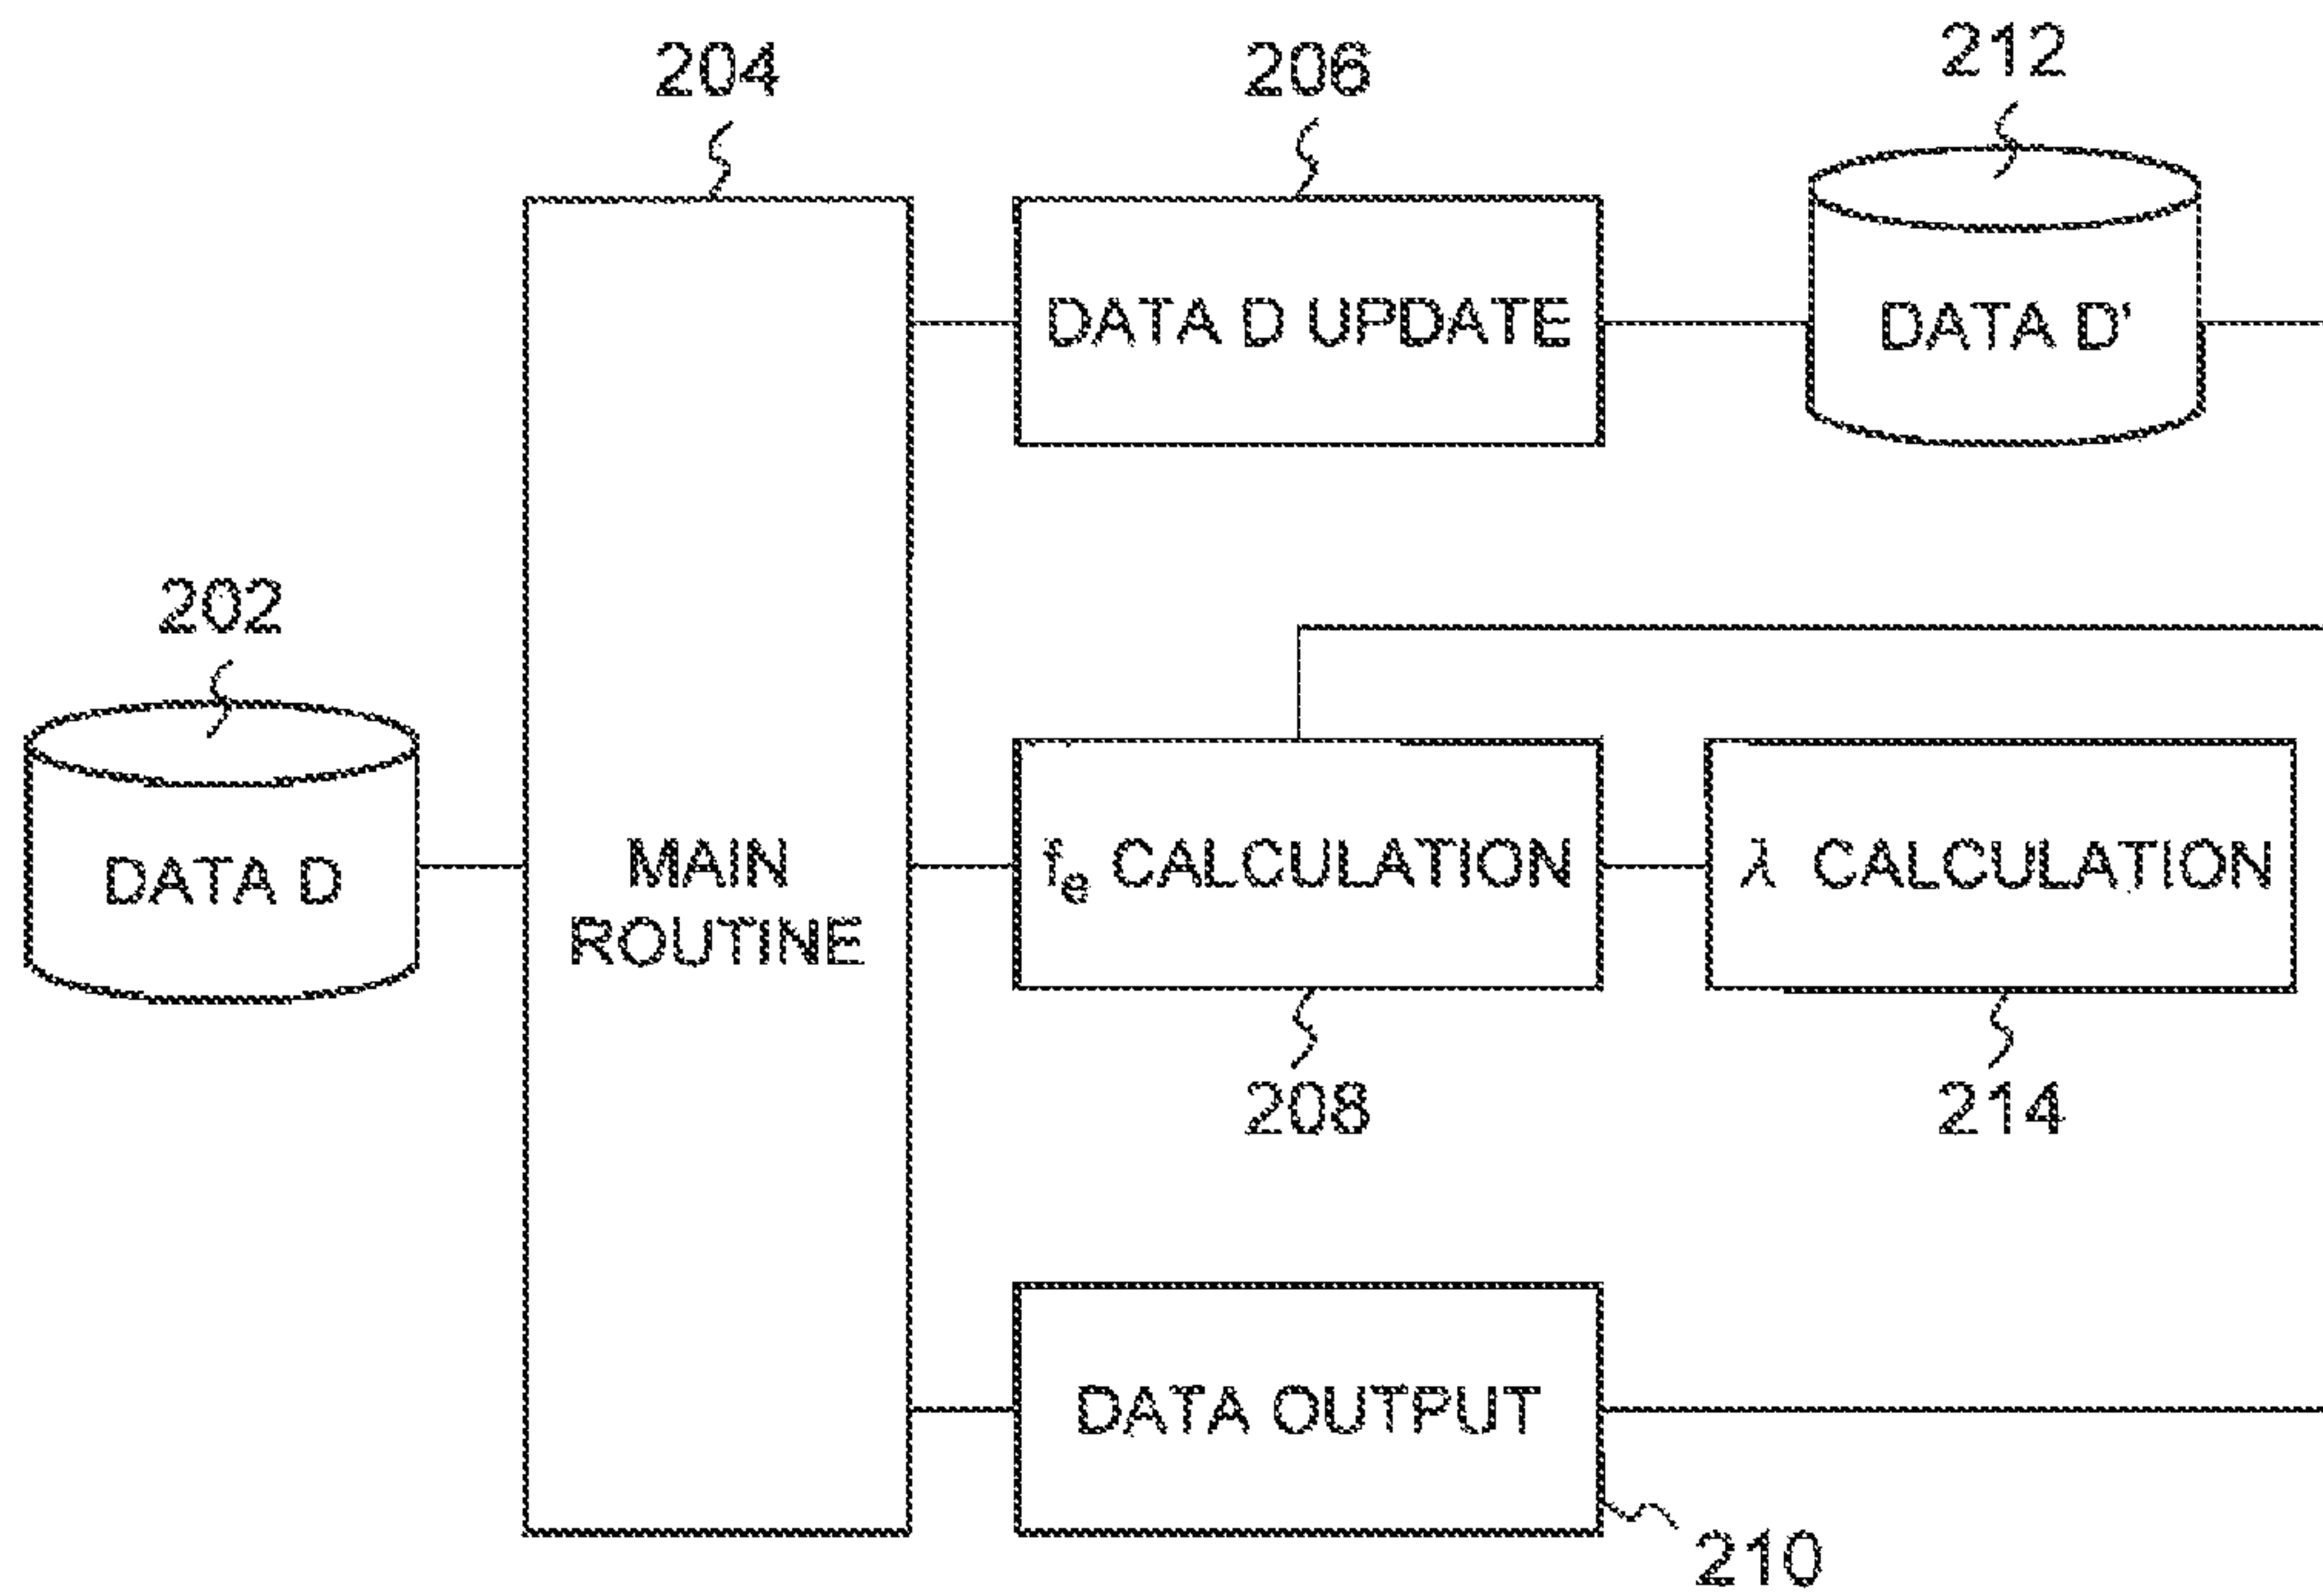 204
206
212
DATA D UPDATE
DATA D'
202
DATA D
MAIN
ROUTINE
fₑ CALCULATION
λ CALCULATION
208
214
DATA OUTPUT
210